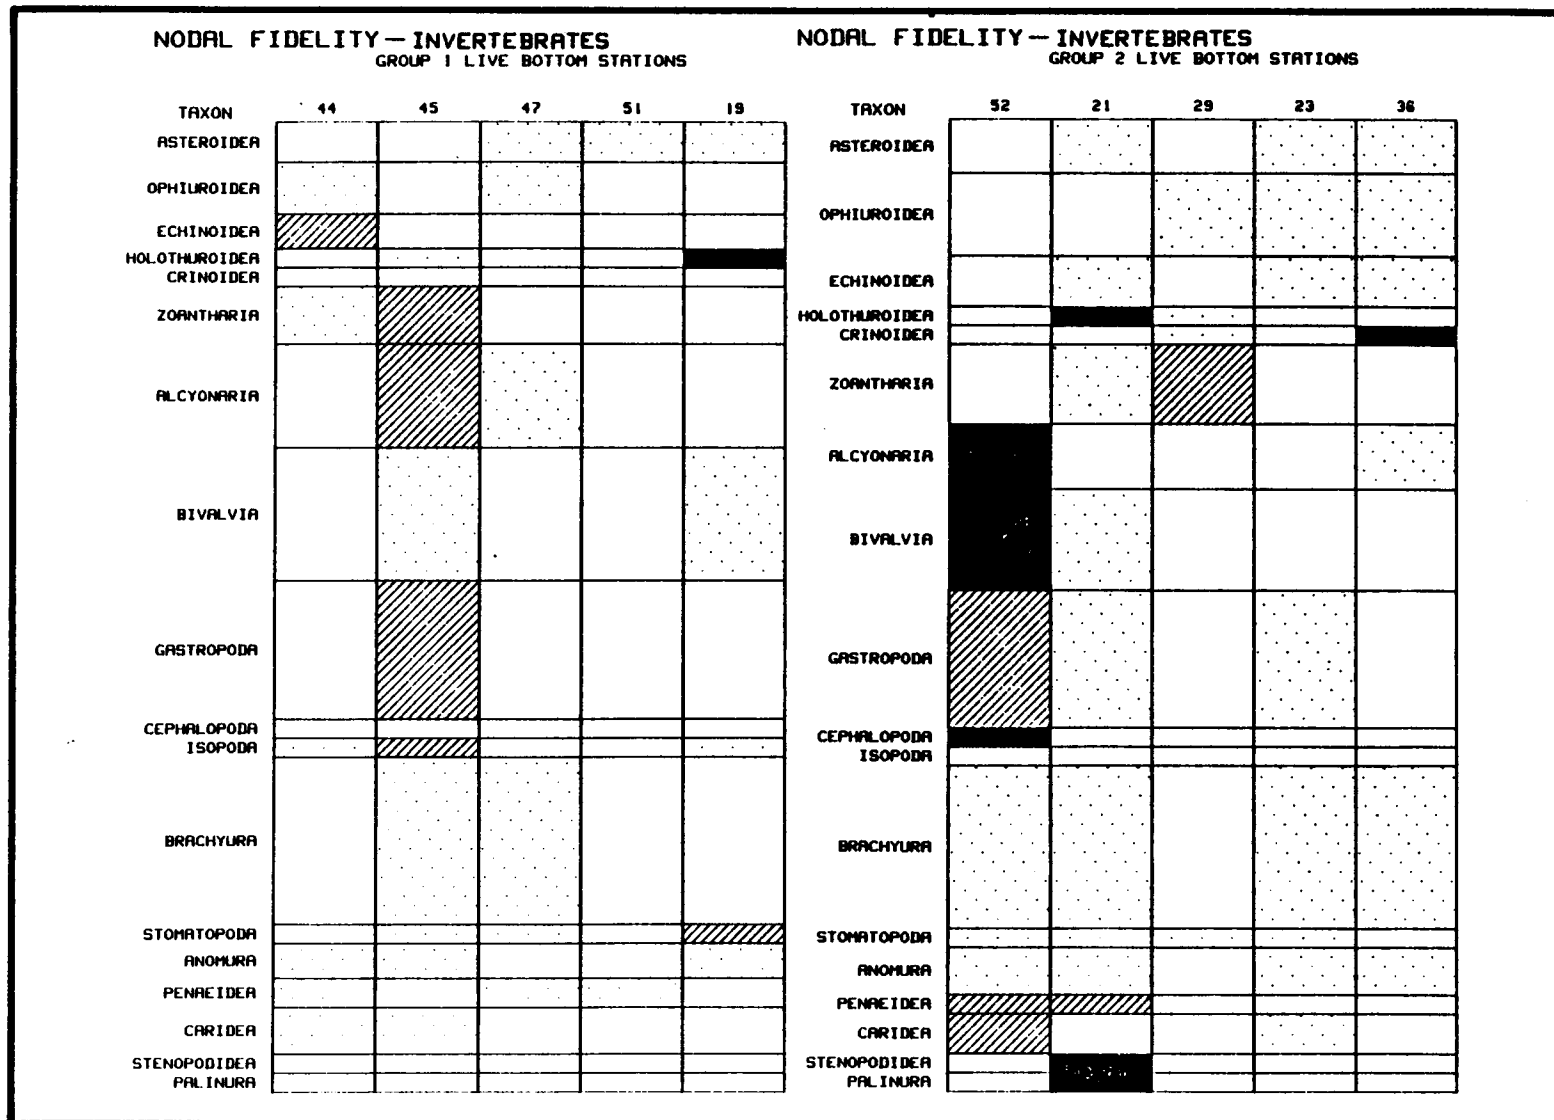 NODAL FIDELITY — INVERTEBRATES
GROUP 1 LIVE BOTTOM STATIONS
TAXON 44 45 47 51 19
ASTEROIDEA
OPHIUROIDEA
ECHINOIDEA
HOLOTHUROIDEA
CRINOIDEA
ZOANTHARIA
ALCYONARIA
BIVALVIA
GASTROPODA
CEPHALOPODA
ISOPODA
BRACHYURA
STOMATOPODA
ANOMURA
PENAEIDEA
CARIDEA
STENOPODIDEA
PALINURA
NODAL FIDELITY — INVERTEBRATES
GROUP 2 LIVE BOTTOM STATIONS
TAXON 52 21 29 23 36
ASTEROIDEA
OPHIUROIDEA
ECHINOIDEA
HOLOTHUROIDEA
CRINOIDEA
ZOANTHARIA
ALCYONARIA
BIVALVIA
GASTROPODA
CEPHALOPODA
ISOPODA
BRACHYURA
STOMATOPODA
ANOMURA
PENAEIDEA
CARIDEA
STENOPODIDEA
PALINURA